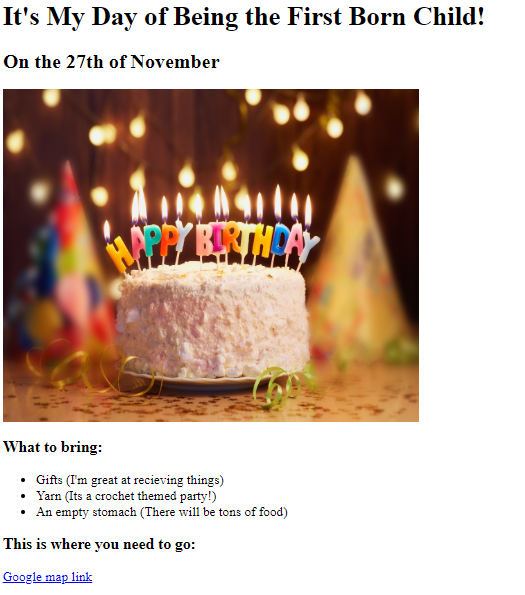 It's My Day of Being the First Born Child!
On the 27th of November
HAPPY BIRTHDAY
What to bring:
Gifts (I'm great at recieving things)
Yarn (Its a crochet themed party!)
An empty stomach (There will be tons of food)
This is where you need to go:
Google map link